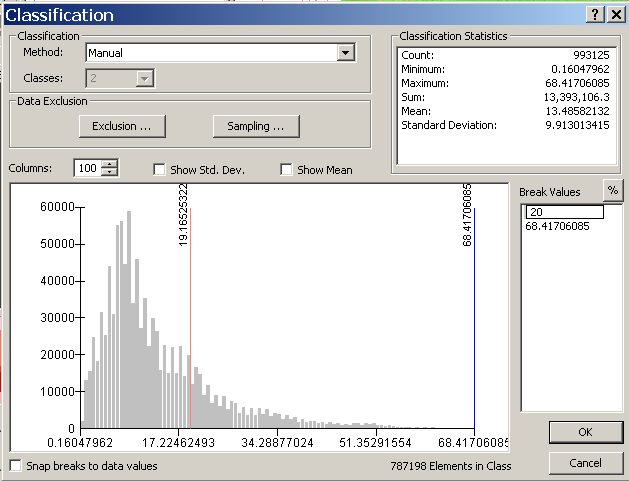 Classification
Classification
Method: Manual
Classes: 2
Data Exclusion
Exclusion ...
Sampling ...
Classification Statistics
Count: 993125
Minimum: 0.16047962
Maximum: 68.41706085
Sum: 13,393,106.3
Mean: 13.48582132
Standard Deviation: 9.913013415
Columns: 100
Show Std. Dev.
Show Mean
Break Values
%
20
68.41706085
19.16525322
68.41706085
60000
50000
40000
30000
20000
10000
0
0.16047962 17.22462493 34.28877024 51.35291554 68.41706085
Snap breaks to data values
787198 Elements in Class
OK
Cancel